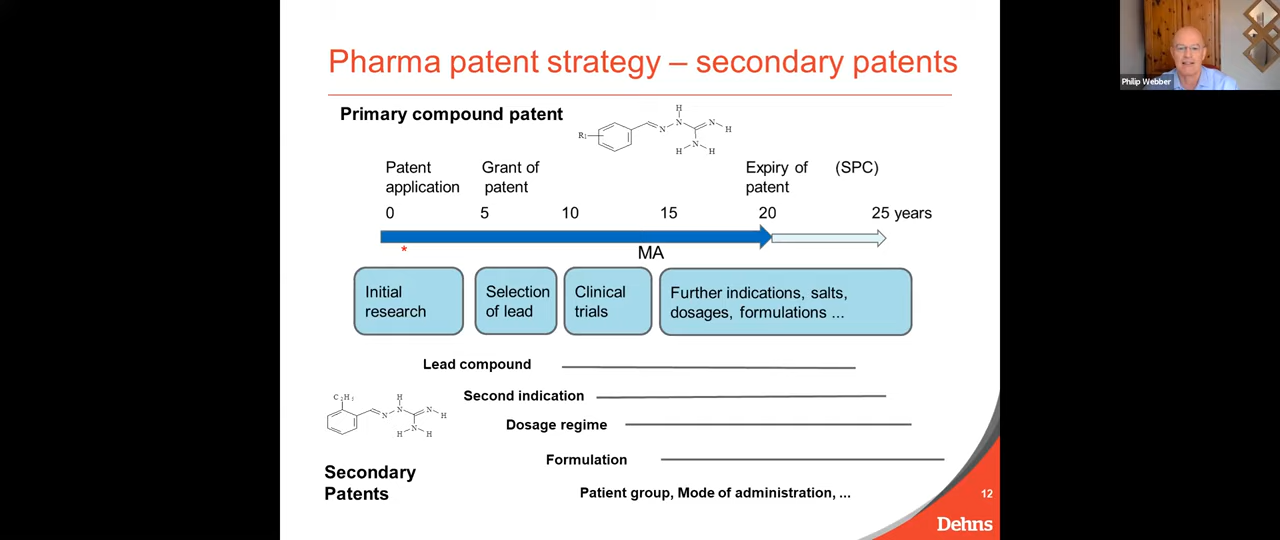 Pharma patent strategy – secondary patents
Philip Webber
Primary compound patent
H
R₁
N
N
N
H
N
H
H
Patent
application
Grant of
patent
Expiry of
patent
(SPC)
0 5 10 15 20 25 years
*
MA
Initial
research
Selection
of lead
Clinical
trials
Further indications, salts,
dosages, formulations ...
Lead compound
Second indication
Dosage regime
Formulation
Patient group, Mode of administration, ...
H
N
N
N
H
N
H
H
Secondary
Patents
12
Dehns